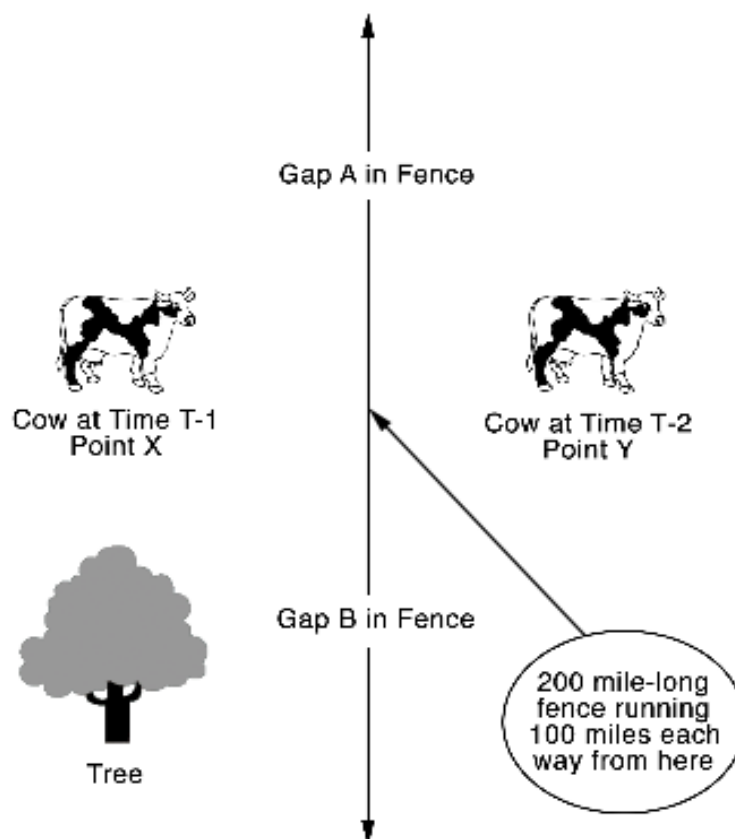 Gap A in Fence
Cow at Time T-1
Point X
Cow at Time T-2
Point Y
Gap B in Fence
Tree
200 mile-long
fence running
100 miles each
way from here